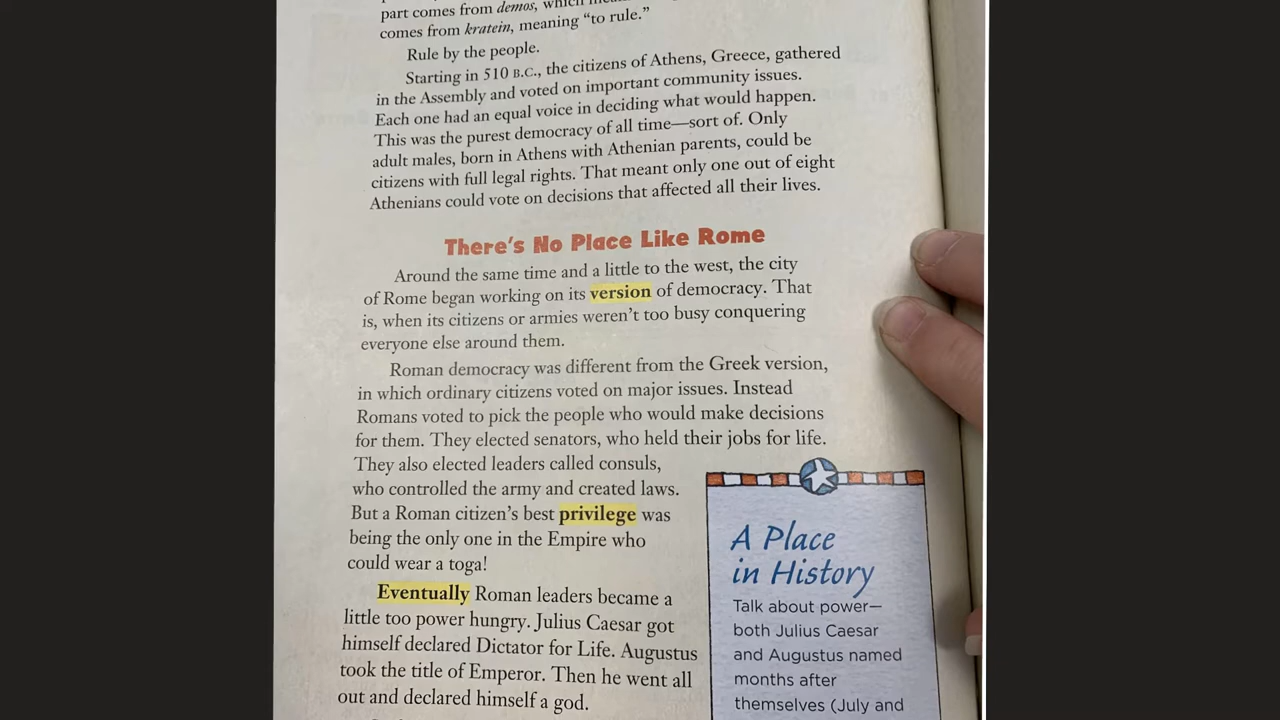 part comes from demos, which
comes from kratein, meaning "to rule."
Rule by the people.
Starting in 510 B.C., the citizens of Athens, Greece, gathered
in the Assembly and voted on important community issues.
Each one had an equal voice in deciding what would happen.
This was the purest democracy of all time—sort of. Only
adult males, born in Athens with Athenian parents, could be
citizens with full legal rights. That meant only one out of eight
Athenians could vote on decisions that affected all their lives.
There's No Place Like Rome
Around the same time and a little to the west, the city
of Rome began working on its version of democracy. That
is, when its citizens or armies weren't too busy conquering
everyone else around them.
Roman democracy was different from the Greek version,
in which ordinary citizens voted on major issues. Instead
Romans voted to pick the people who would make decisions
for them. They elected senators, who held their jobs for life.
They also elected leaders called consuls,
who controlled the army and created laws.
But a Roman citizen's best privilege was
being the only one in the Empire who
could wear a toga!
Eventually Roman leaders became a
little too power hungry. Julius Caesar got
himself declared Dictator for Life. Augustus
took the title of Emperor. Then he went all
out and declared himself a god.
A Place
in History
Talk about power—
both Julius Caesar
and Augustus named
months after
themselves (July and